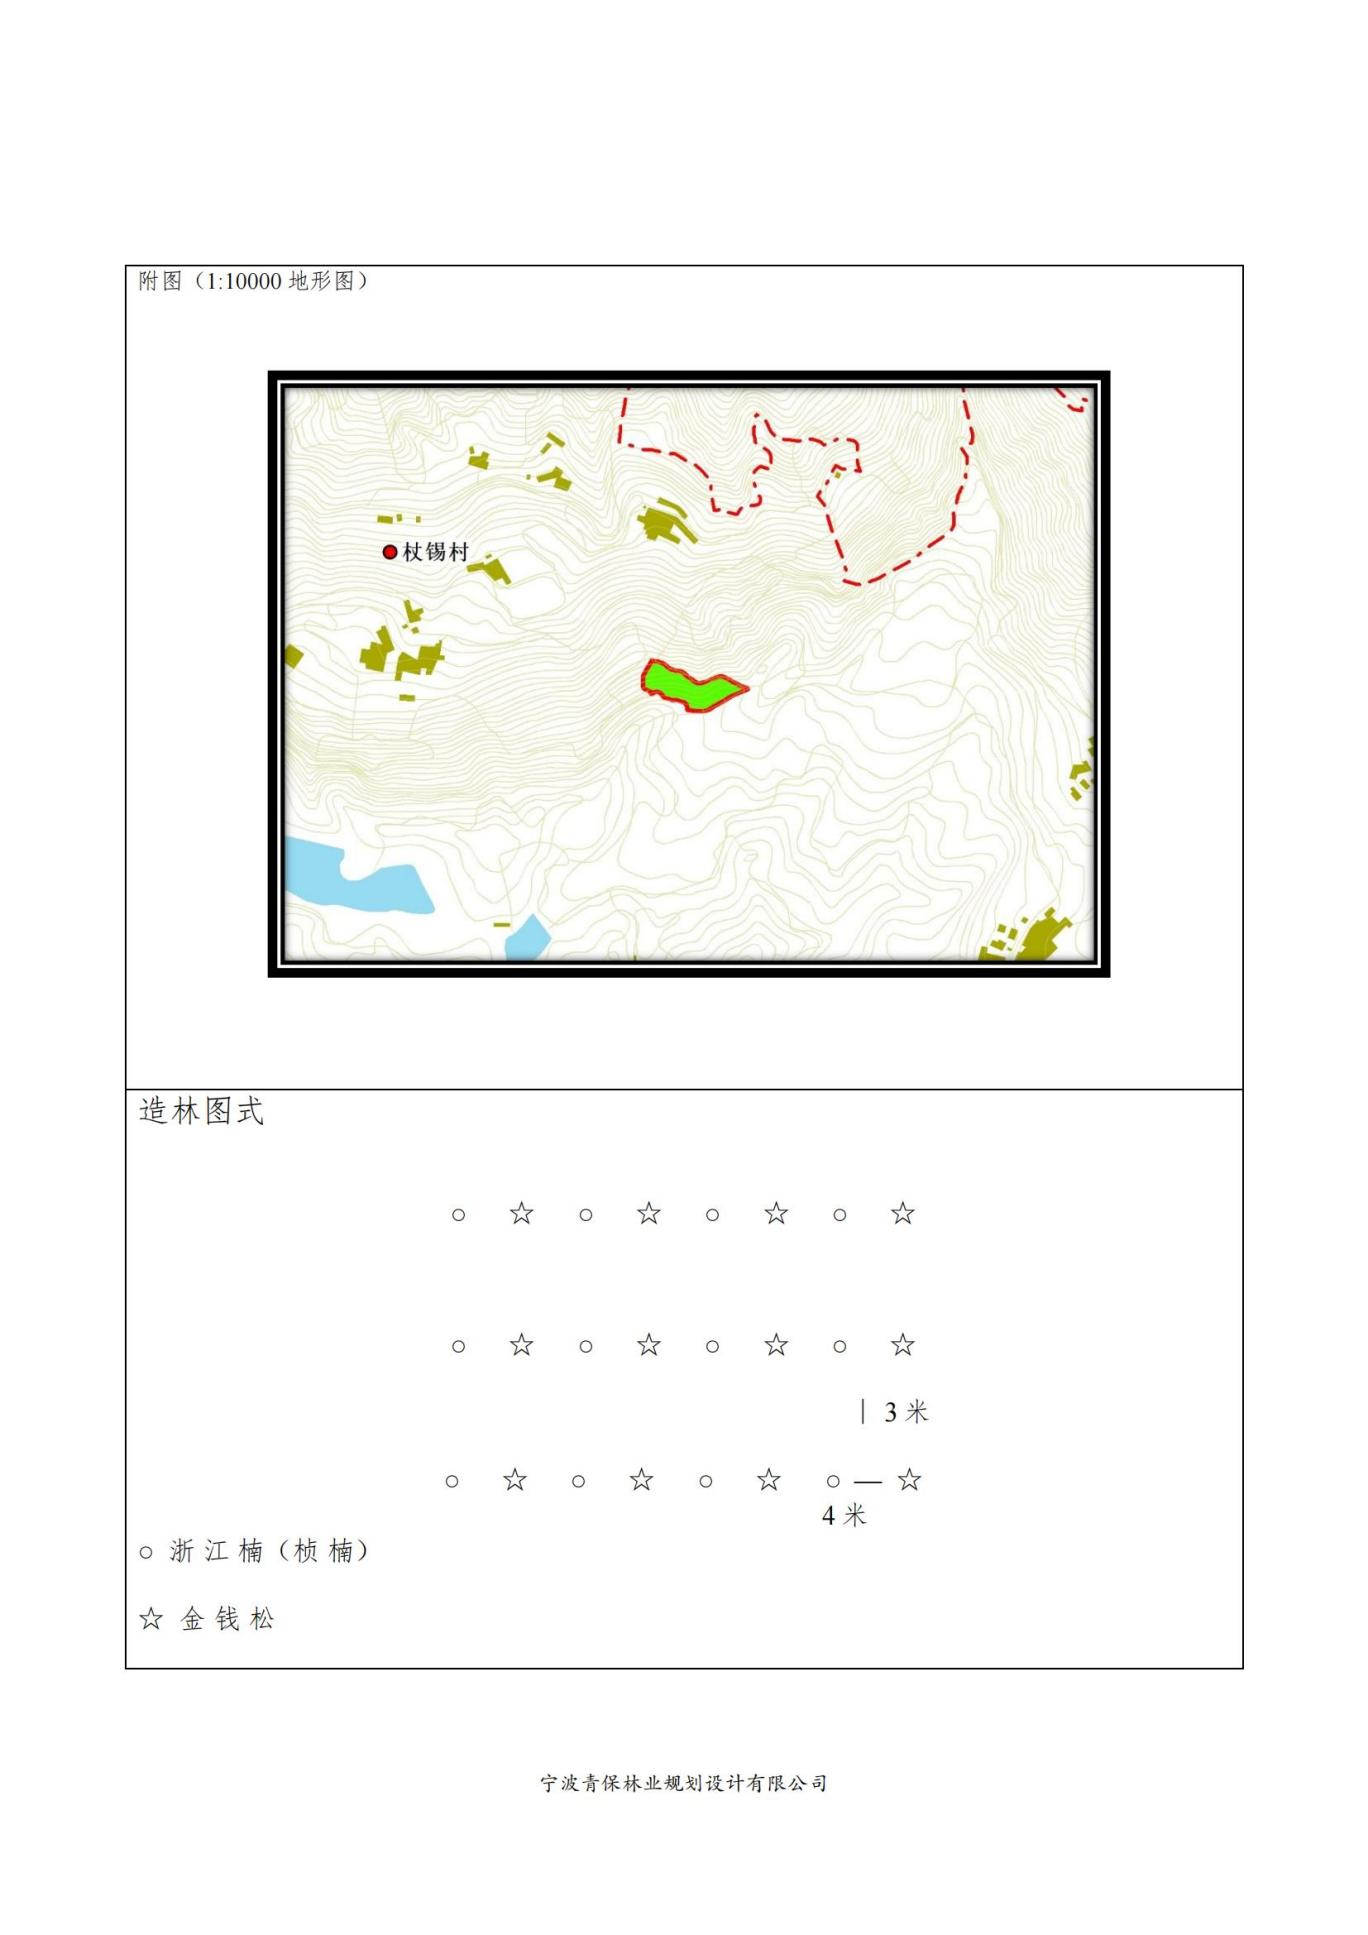 附图（1:10000 地形图）
杖锡村
造林图式
○ ☆ ○ ☆ ○ ☆ ○ ☆
○ ☆ ○ ☆ ○ ☆ ○ ☆
｜ 3 米
○ ☆ ○ ☆ ○ ☆ ○ — ☆
4 米
○ 浙江楠（桢楠）
☆ 金钱松
宁波青保林业规划设计有限公司